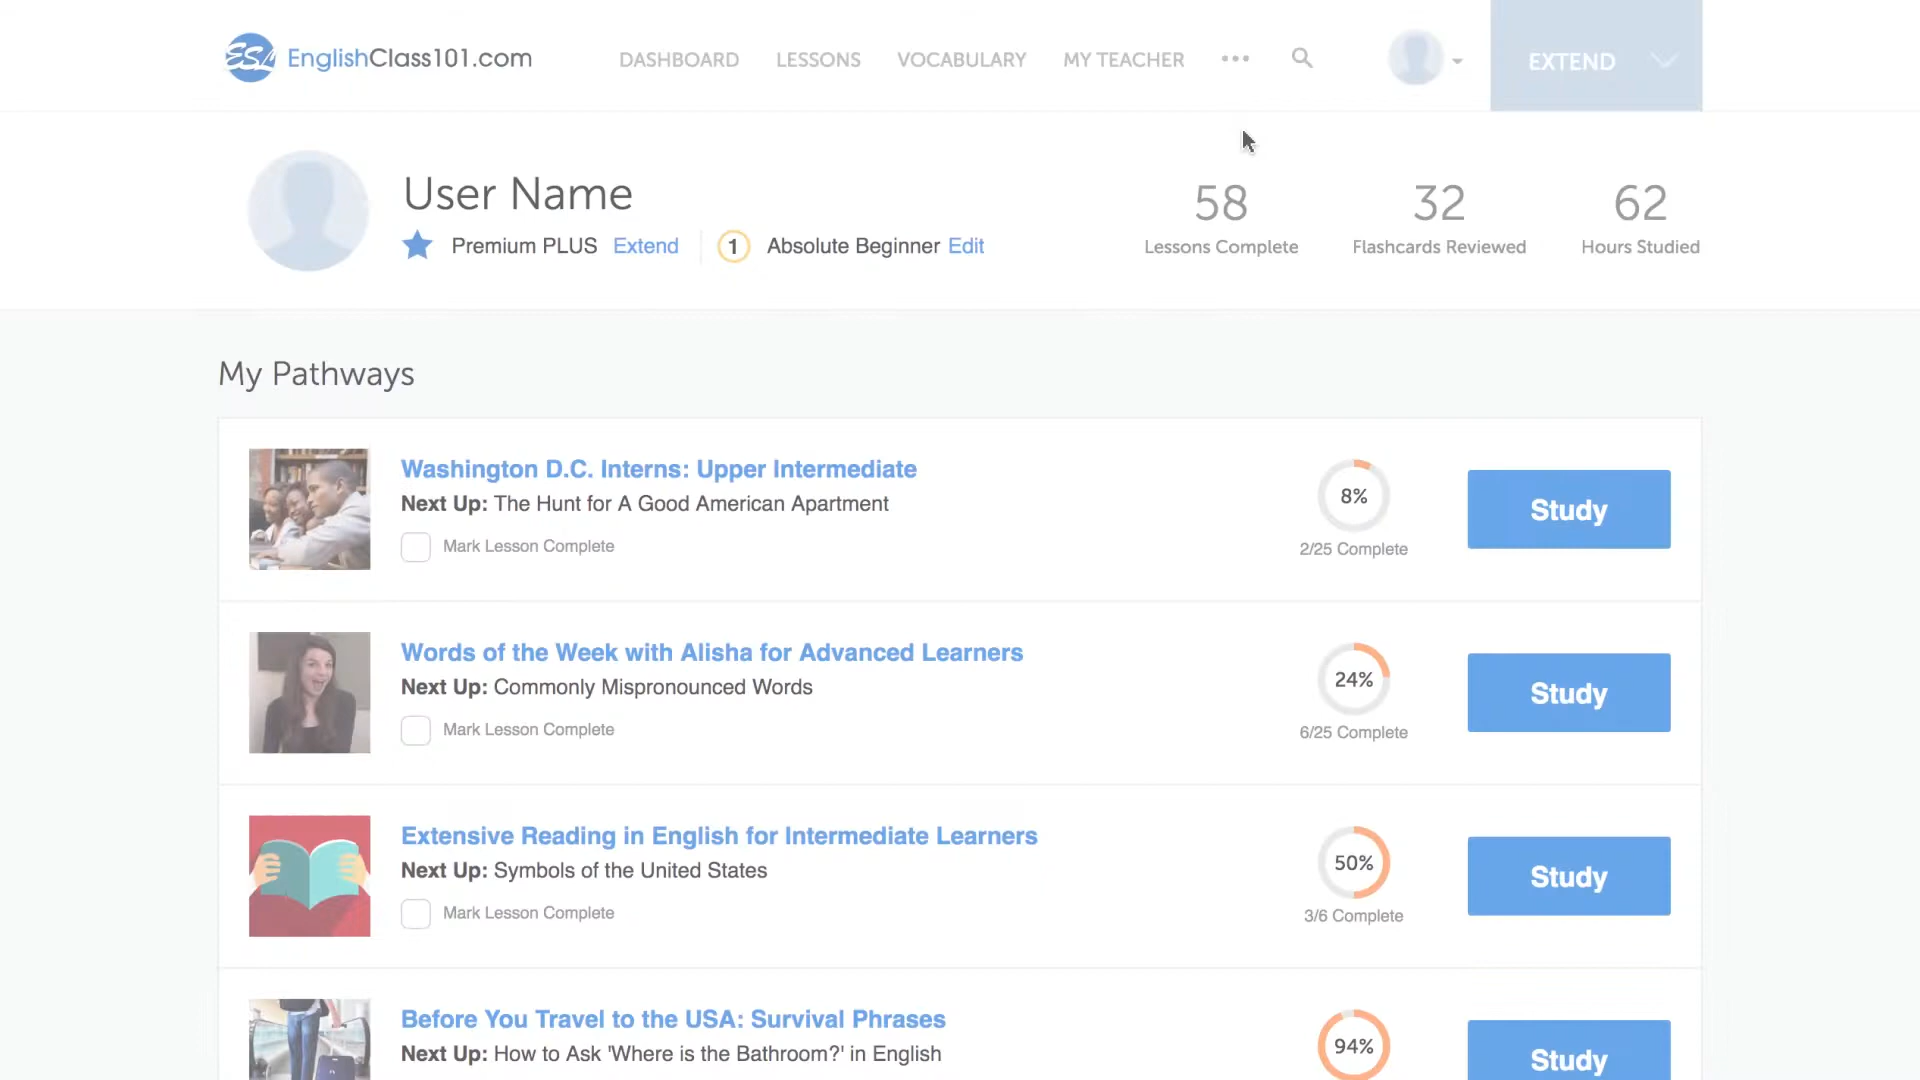 ESL EnglishClass101.com DASHBOARD LESSONS VOCABULARY MY TEACHER EXTEND
User Name
Premium PLUS Extend 1 Absolute Beginner Edit
58 32 62
Lessons Complete Flashcards Reviewed Hours Studied
My Pathways
Washington D.C. Interns: Upper Intermediate
Next Up: The Hunt for A Good American Apartment
Mark Lesson Complete
8%
2/25 Complete
Study
Words of the Week with Alisha for Advanced Learners
Next Up: Commonly Mispronounced Words
Mark Lesson Complete
24%
6/25 Complete
Study
Extensive Reading in English for Intermediate Learners
Next Up: Symbols of the United States
Mark Lesson Complete
50%
3/6 Complete
Study
Before You Travel to the USA: Survival Phrases
Next Up: How to Ask 'Where is the Bathroom?' in English
94%
Study